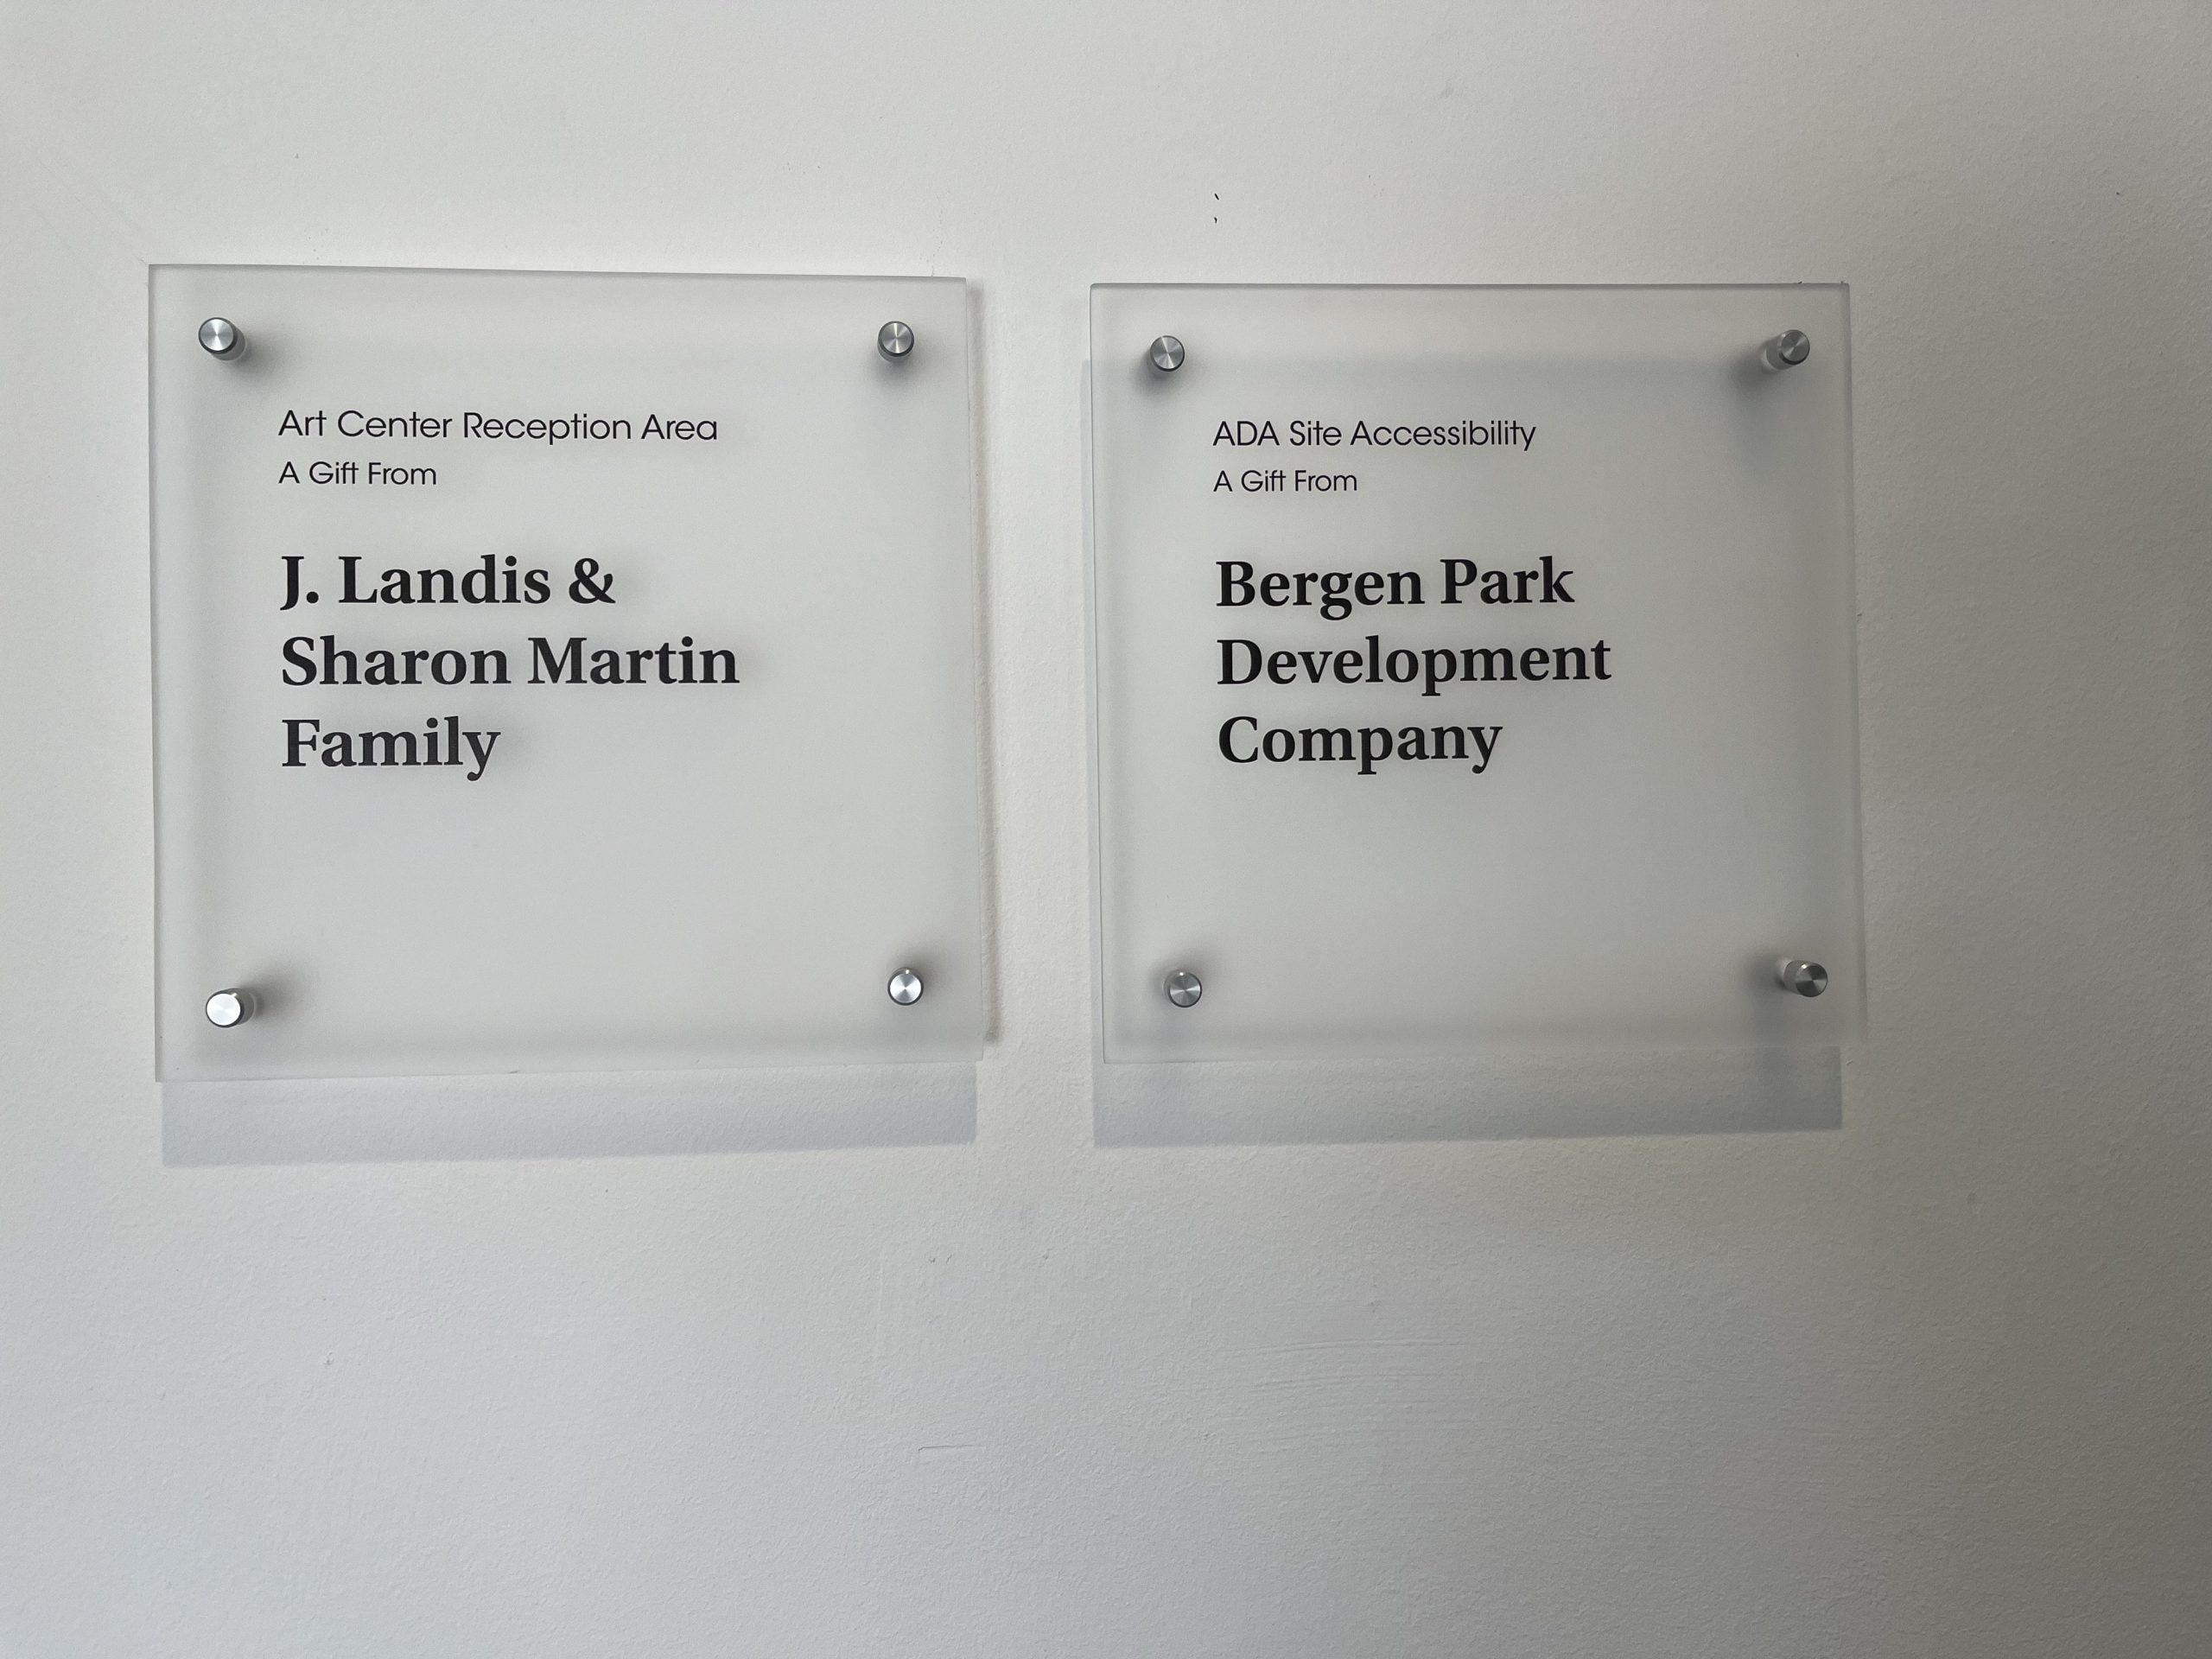 Art Center Reception Area
A Gift From
J. Landis &
Sharon Martin
Family
ADA Site Accessibility
A Gift From
Bergen Park
Development
Company